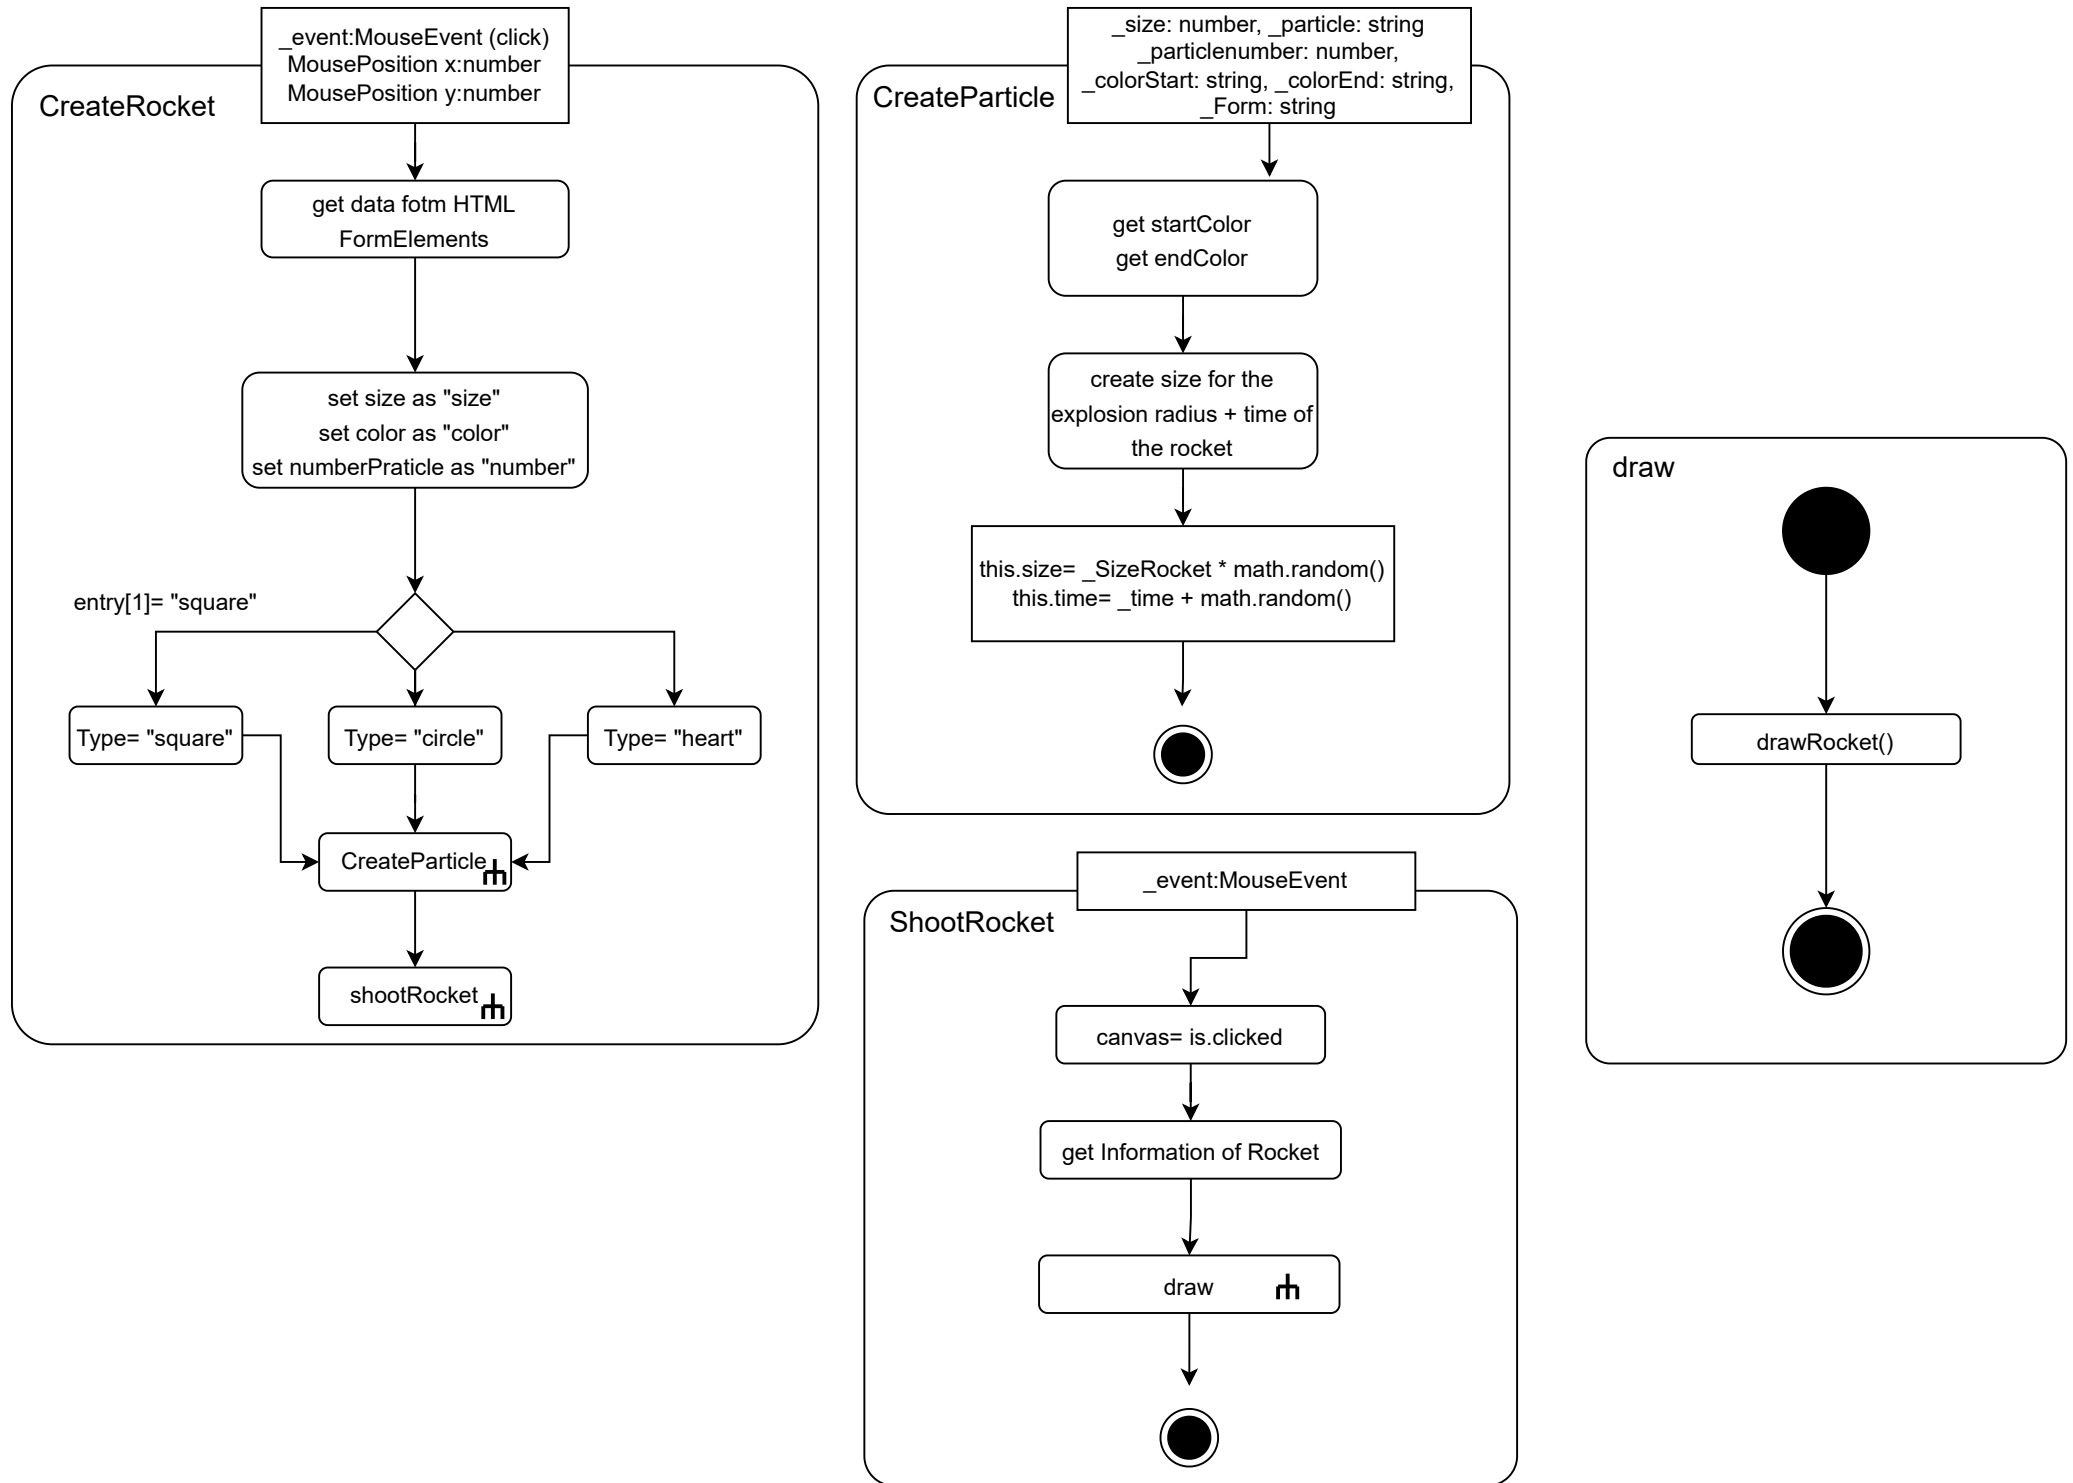 _event:MouseEvent (click)
MousePosition x:number
MousePosition y:number
CreateRocket
get data fotm HTML
FormElements
set size as "size"
set color as "color"
set numberPraticle as "number"
entry[1]= "square"
Type= "square"
Type= "circle"
Type= "heart"
CreateParticle
shootRocket
_size: number, _particle: string
_particlenumber: number,
_colorStart: string, _colorEnd: string,
_Form: string
CreateParticle
get startColor
get endColor
create size for the
explosion radius + time of
the rocket
this.size= _SizeRocket * math.random()
this.time= _time + math.random()
_event:MouseEvent
ShootRocket
canvas= is.clicked
get Information of Rocket
draw
draw
drawRocket()